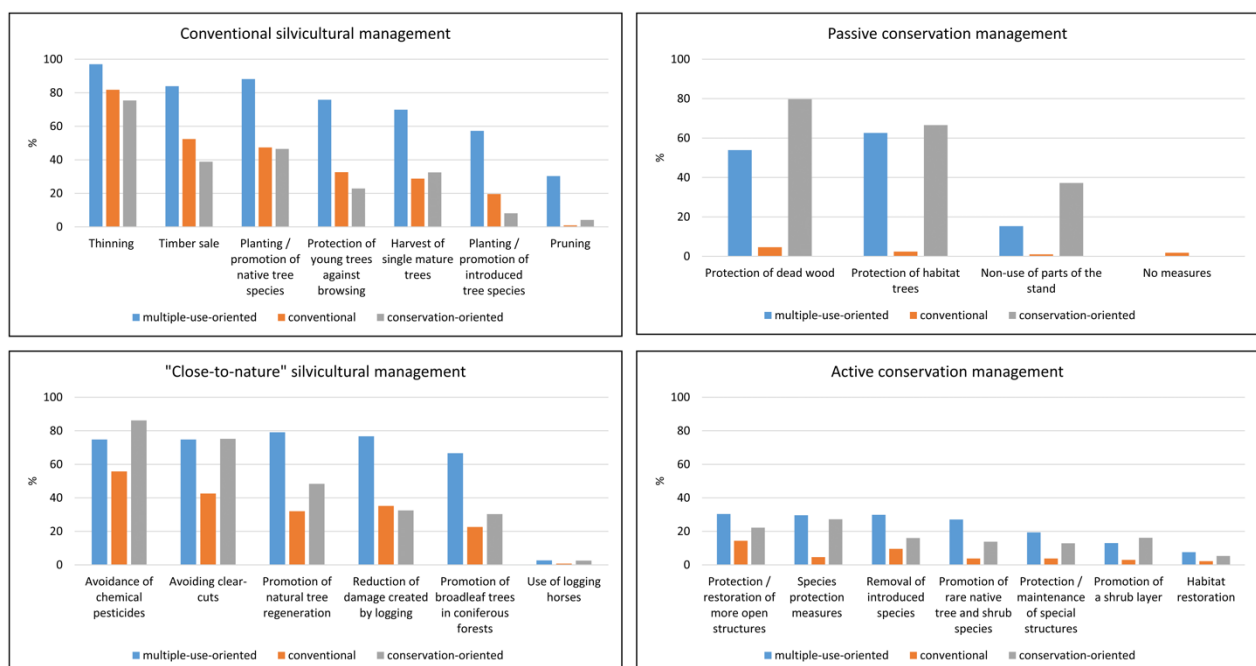 Conventional silvicultural management
100
80
60
40
20
0
%
Thinning
Timber sale
Planting /
promotion of
native tree
species
Protection of
young trees
against
browsing
Harvest of
single mature
trees
Planting /
promotion of
introduced
tree species
Pruning
multiple-use-oriented
conventional
conservation-oriented
Passive conservation management
100
80
60
40
20
0
%
Protection of dead wood
Protection of habitat
trees
Non-use of parts of the
stand
No measures
multiple-use-oriented
conventional
conservation-oriented
"Close-to-nature" silvicultural management
100
80
60
40
20
0
%
Avoidance of
chemical
pesticides
Avoiding clear-
cuts
Promotion of
natural tree
regeneration
Reduction of
damage created
by logging
Promotion of
broadleaf trees
in coniferous
forests
Use of logging
horses
multiple-use-oriented
conventional
conservation-oriented
Active conservation management
100
80
60
40
20
0
%
Protection /
restoration of
more open
structures
Species
protection
measures
Removal of
introduced
species
Promotion of
rare native
tree and shrub
species
Protection /
maintenance
of special
structures
Promotion of
a shrub layer
Habitat
restoration
multiple-use-oriented
conventional
conservation-oriented